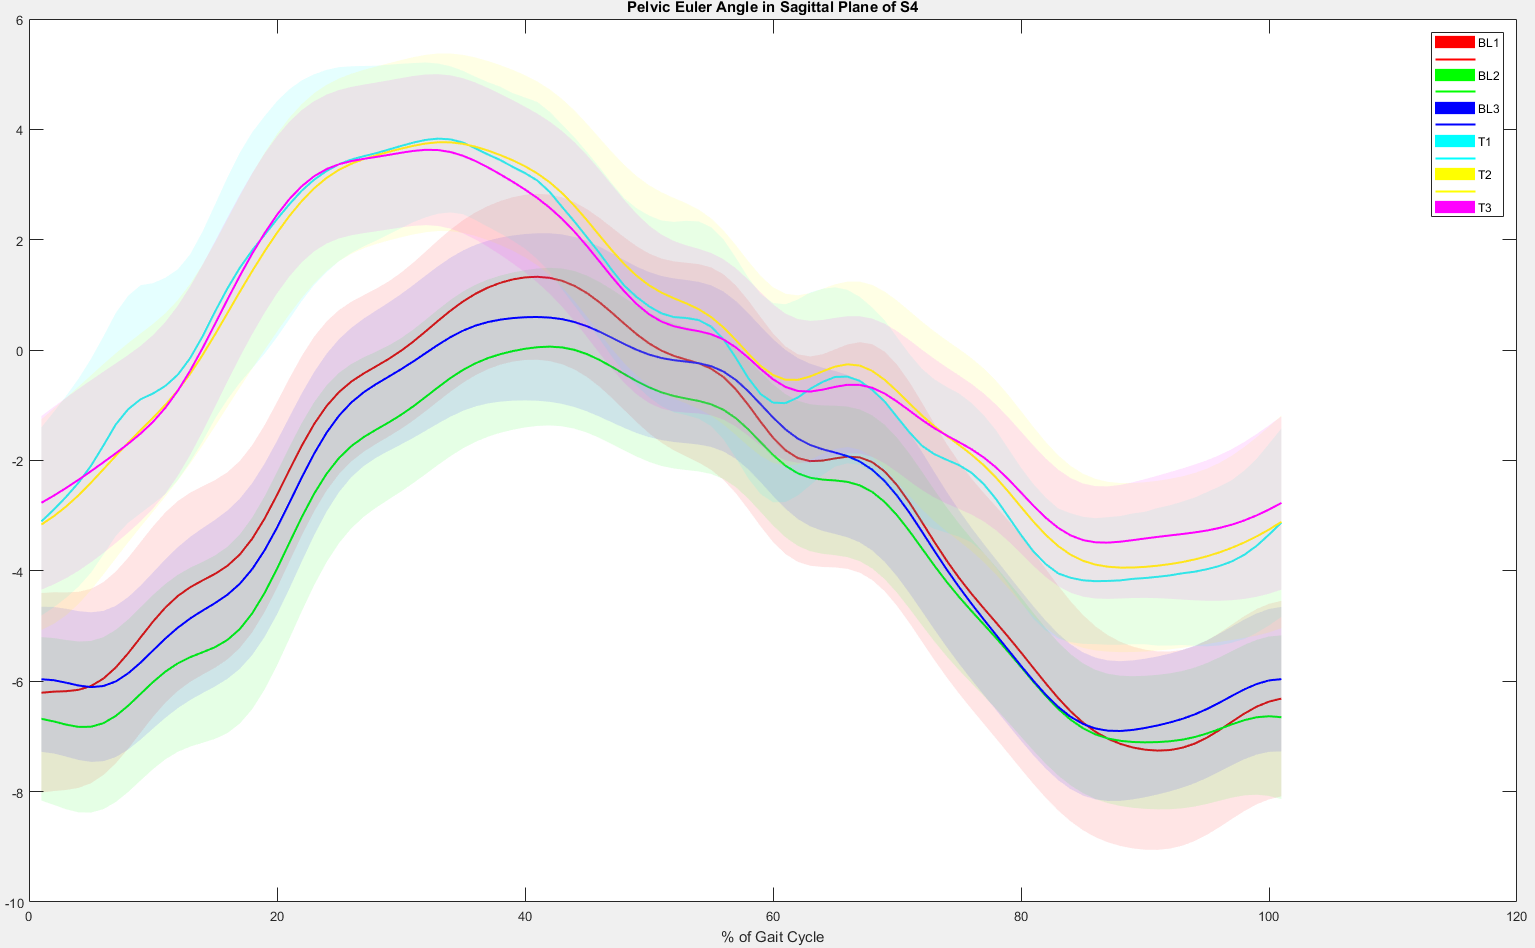 Pelvic Euler Angle in Sagittal Plane of S4
6
4
2
0
-2
-4
-6
-8
-10
0 20 40 60 80 100 120
% of Gait Cycle
BL1
BL2
BL3
T1
T2
T3